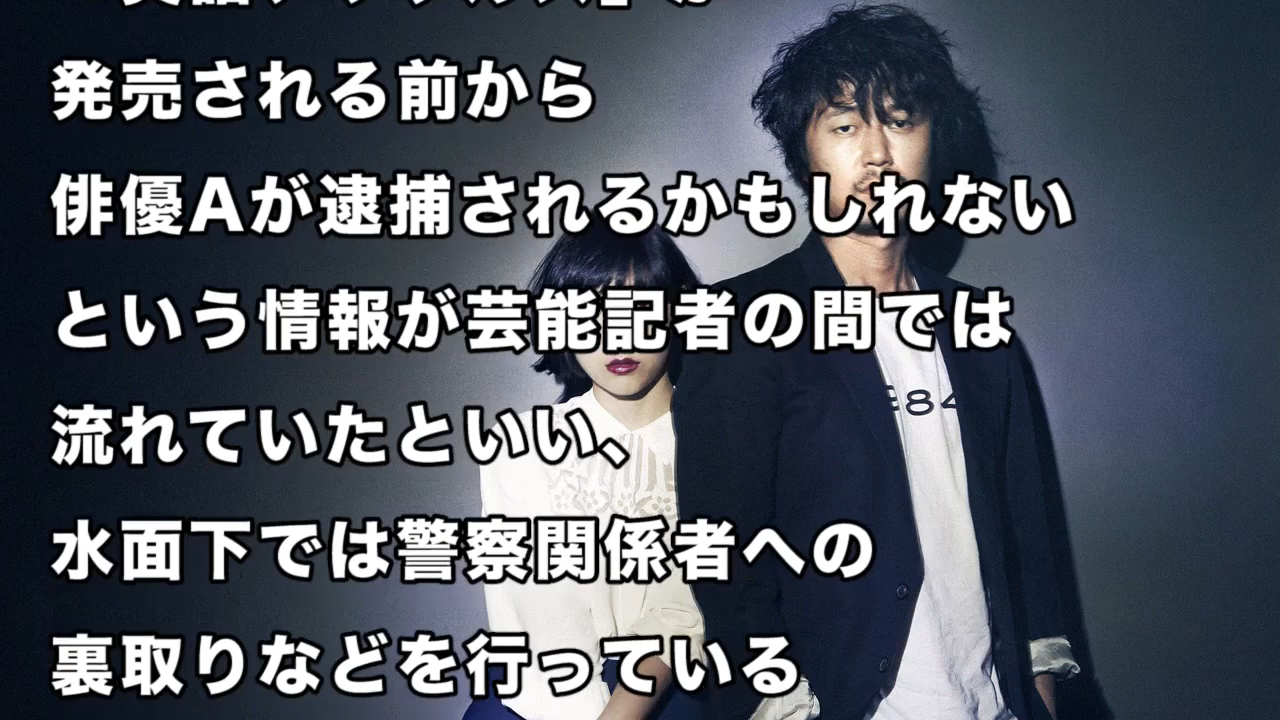 発売される前から
俳優Aが逮捕されるかもしれない
という情報が芸能記者の間では
流れていたといい、
水面下では警察関係者への
裏取りなどを行っている
84